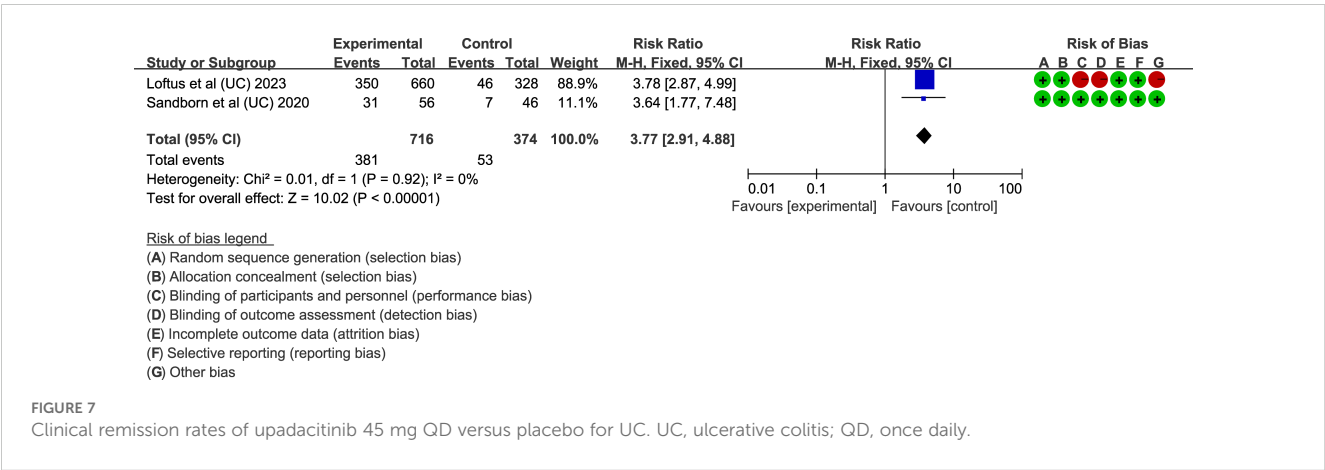 Experimental Control Risk Ratio Risk Ratio Risk of Bias
Study or Subgroup Events Total Events Total Weight M-H, Fixed, 95% CI M-H, Fixed, 95% CI A B C D E F G
Loftus et al (UC) 2023 350 660 46 328 88.9% 3.78 [2.87, 4.99] + + - - + + -
Sandborn et al (UC) 2020 31 56 7 46 11.1% 3.64 [1.77, 7.48] + + + + + + +
Total (95% CI) 716 374 100.0% 3.77 [2.91, 4.88]
Total events 381 53
Heterogeneity: Chi² = 0.01, df = 1 (P = 0.92); I² = 0%
Test for overall effect: Z = 10.02 (P < 0.00001)
0.01 0.1 1 10 100
Favours [experimental] Favours [control]
Risk of bias legend
(A) Random sequence generation (selection bias)
(B) Allocation concealment (selection bias)
(C) Blinding of participants and personnel (performance bias)
(D) Blinding of outcome assessment (detection bias)
(E) Incomplete outcome data (attrition bias)
(F) Selective reporting (reporting bias)
(G) Other bias
FIGURE 7
Clinical remission rates of upadacitinib 45 mg QD versus placebo for UC. UC, ulcerative colitis; QD, once daily.